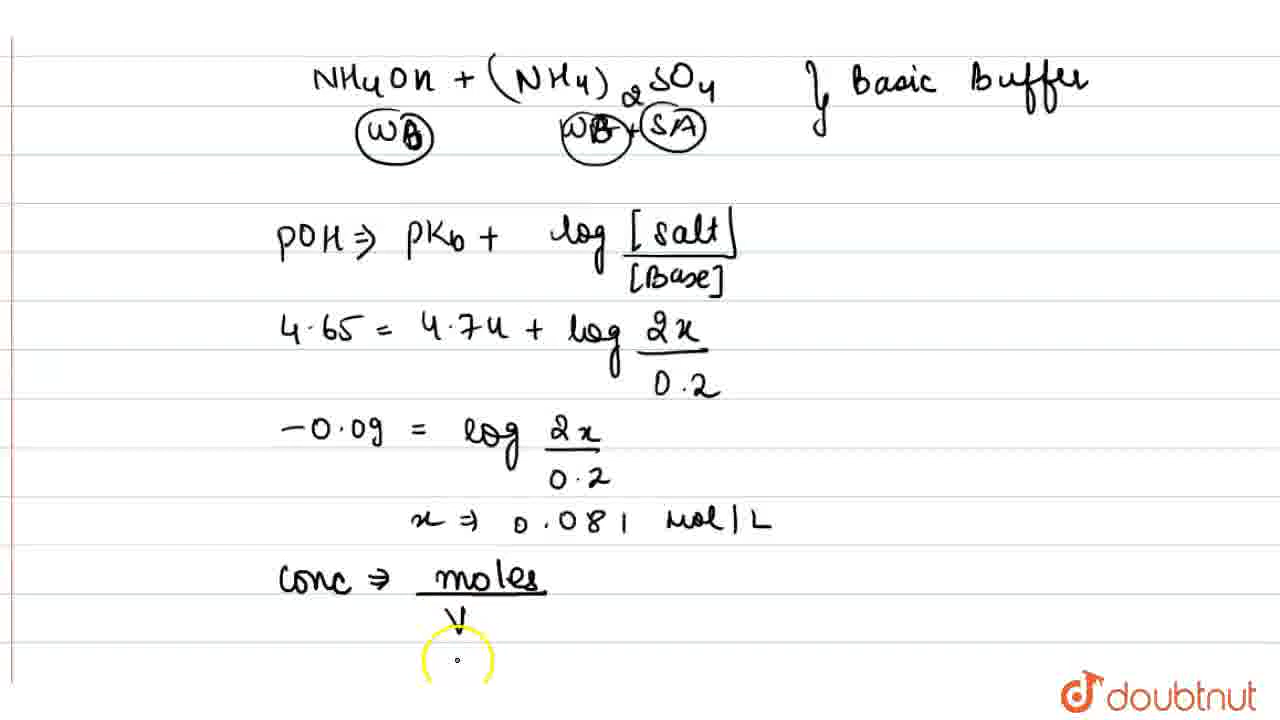 NH4OH + (NH4)2SO4 } Basic Buffer
WB WB + SA
POH ⇒ PKb + log [Salt]/[Base]
4.65 = 4.74 + log 2x/0.2
-0.09 = log 2x/0.2
x ⇒ 0.081 mol/L
Conc ⇒ moles/V
doubtnut